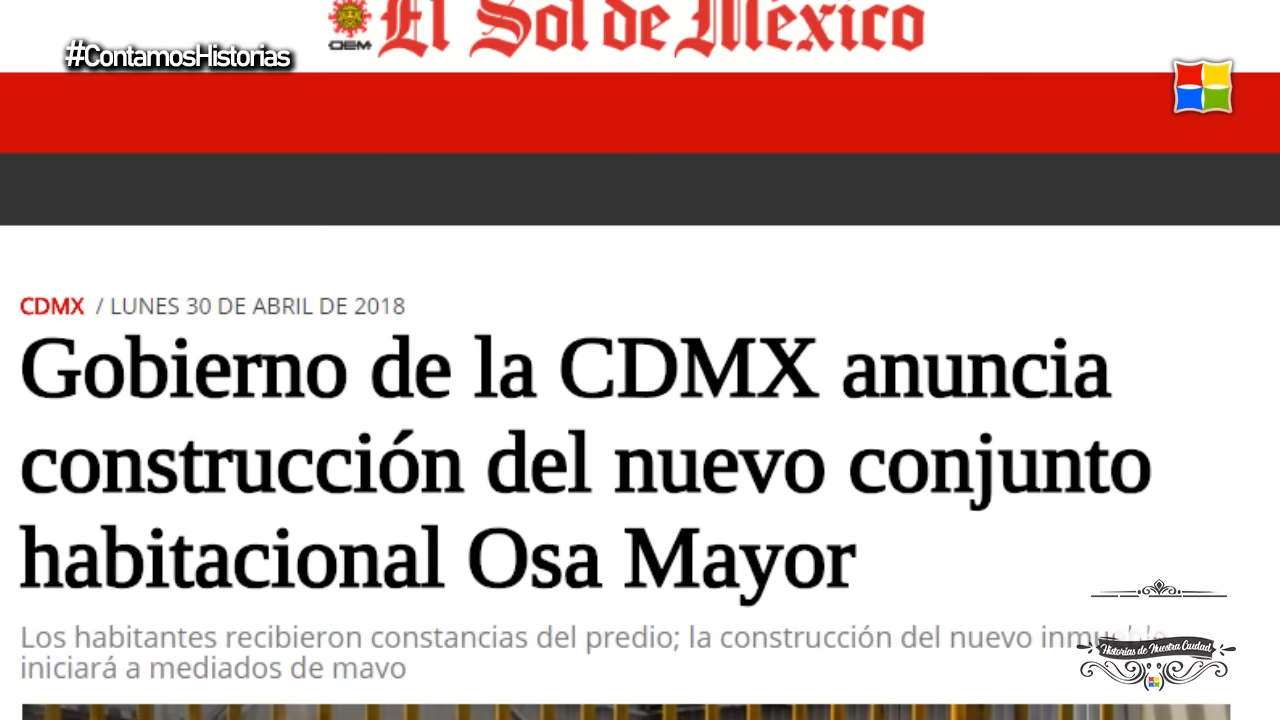 El Sol de México
OEM
#ContamosHistorias
CDMX / LUNES 30 DE ABRIL DE 2018
Gobierno de la CDMX anuncia
construcción del nuevo conjunto
habitacional Osa Mayor
Los habitantes recibieron constancias del predio; la construcción del nuevo inmueble
iniciará a mediados de mayo
Historias de Nuestra Ciudad